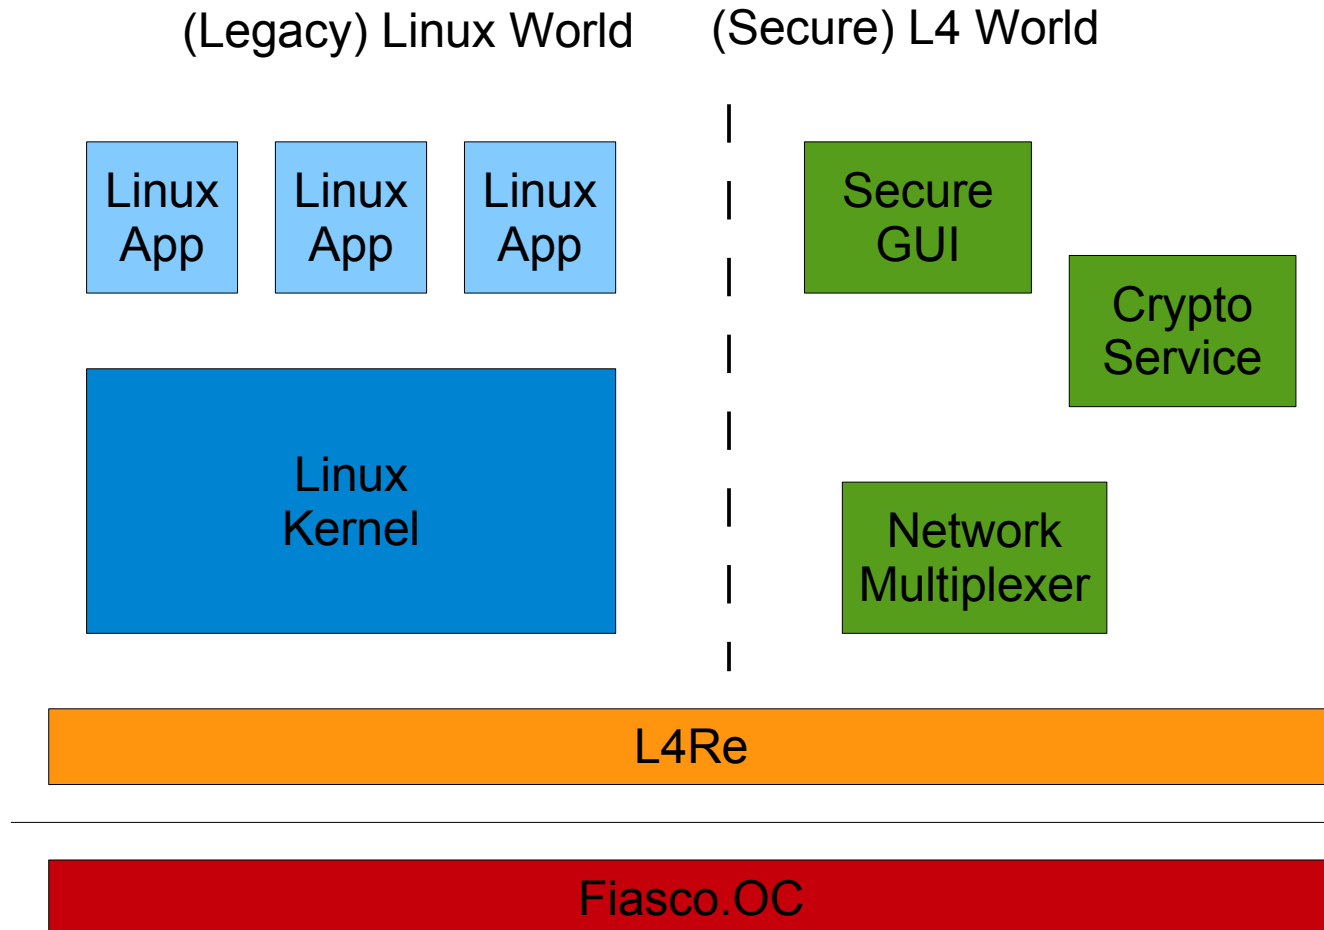 (Legacy) Linux World
(Secure) L4 World
Linux
App
Linux
App
Linux
App
Secure
GUI
Crypto
Service
Linux
Kernel
Network
Multiplexer
L4Re
Fiasco.OC